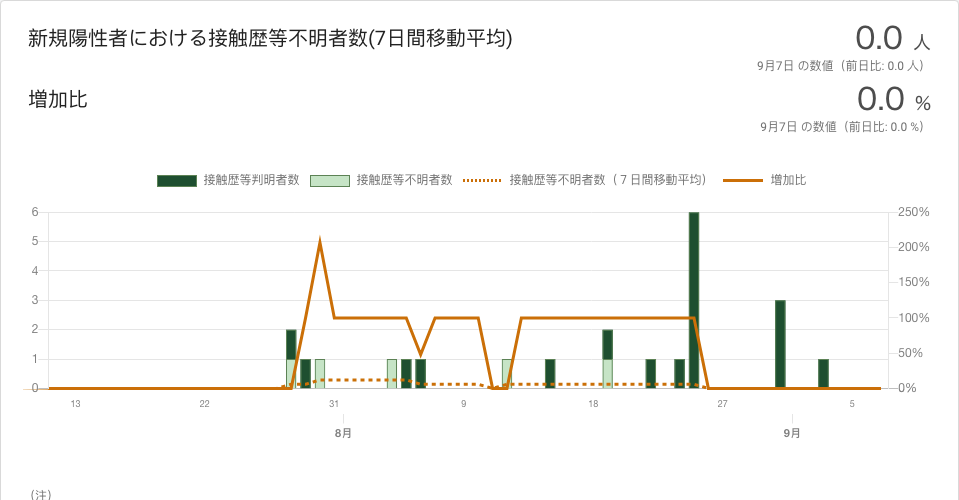 新規陽性者における接触歴等不明者数(7日間移動平均)
0.0 人
9月7日 の数値（前日比: 0.0 人）
増加比
0.0 %
9月7日 の数値（前日比: 0.0 %）
接触歴等判明者数 接触歴等不明者数 接触歴等不明者数（７日間移動平均） 増加比
6 250%
5 200%
4 150%
3 100%
2 50%
1 0%
0
13 22 31 9 18 27 5
8月 9月
（注）